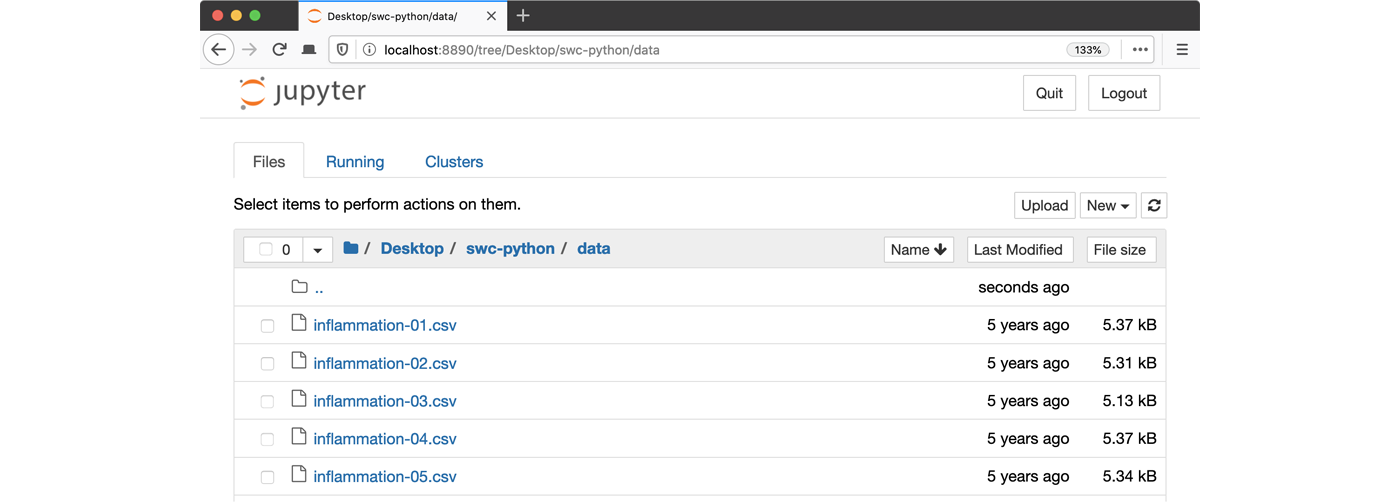 Desktop/swc-python/data/
localhost:8890/tree/Desktop/swc-python/data 133%
jupyter Quit Logout
Files Running Clusters
Select items to perform actions on them. Upload New
0 / Desktop / swc-python / data Name Last Modified File size
.. seconds ago
inflammation-01.csv 5 years ago 5.37 kB
inflammation-02.csv 5 years ago 5.31 kB
inflammation-03.csv 5 years ago 5.13 kB
inflammation-04.csv 5 years ago 5.37 kB
inflammation-05.csv 5 years ago 5.34 kB